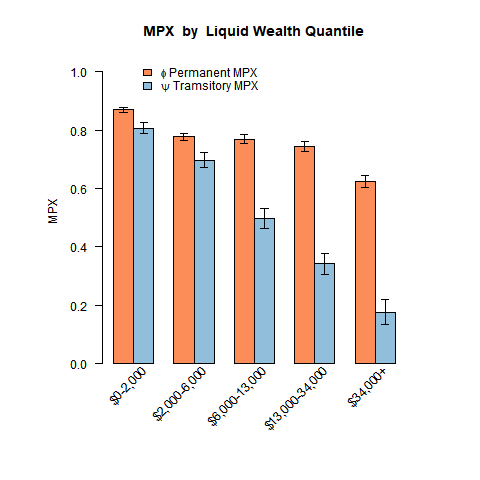 MPX by Liquid Wealth Quantile
ϕ Permanent MPX
ψ Tramsitory MPX
1.0
0.8
0.6
0.4
0.2
0.0
MPX
$0-2,000
$2,000-6,000
$6,000-13,000
$13,000-34,000
$34,000+